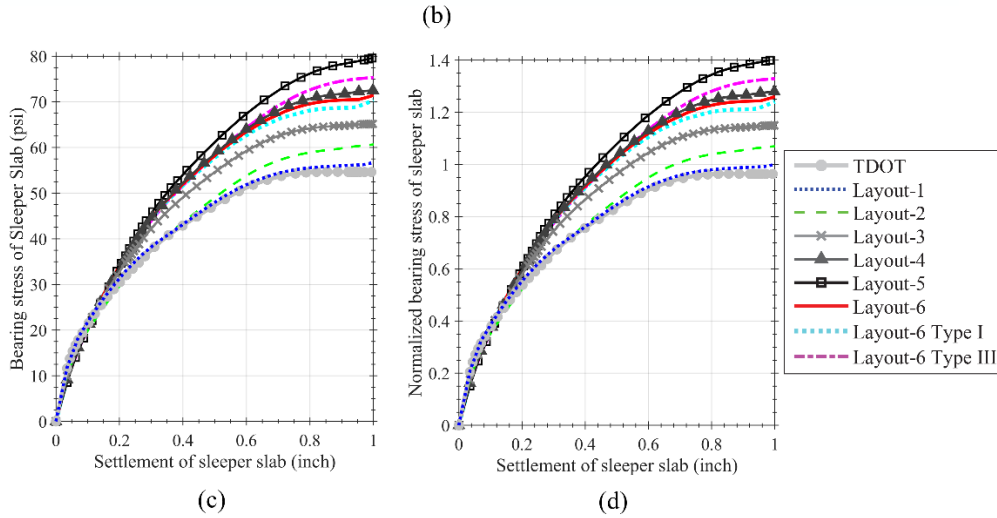 (b)
Bearing stress of Sleeper Slab (psi)
80
70
60
50
40
30
20
10
0
0 0.2 0.4 0.6 0.8 1
Settlement of sleeper slab (inch)
(c)
Normalized bearing stress of sleeper slab
1.4
1.2
1.0
0.8
0.6
0.4
0.2
0
0 0.2 0.4 0.6 0.8 1
Settlement of sleeper slab (inch)
(d)
TDOT
Layout-1
Layout-2
Layout-3
Layout-4
Layout-5
Layout-6
Layout-6 Type I
Layout-6 Type III